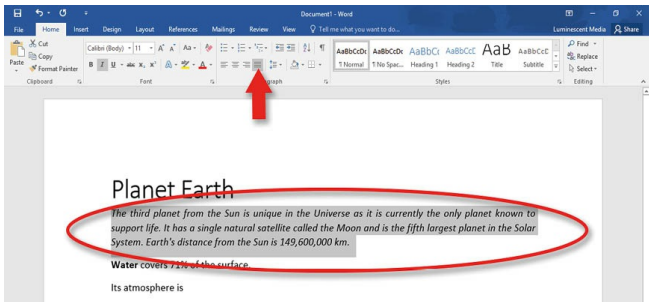 Document1 - Word
File Home Insert Design Layout References Mailings Review View Tell me what you want to do... Luminescent Media Share
Paste Cut Copy Format Painter
Calibri (Body) 11 A A Aa
B I U abc x₂ x² A A
AaBbCcDc AaBbCcDc AaBbCc AaBbCcC AaB AaBbCcC
¶ Normal ¶ No Spac... Heading 1 Heading 2 Title Subtitle
Find Replace Select
Clipboard Font Styles Editing
Planet Earth
The third planet from the Sun is unique in the Universe as it is currently the only planet known to
support life. It has a single natural satellite called the Moon and is the fifth largest planet in the Solar
System. Earth's distance from the Sun is 149,600,000 km.
Water covers 71% of the surface.
Its atmosphere is